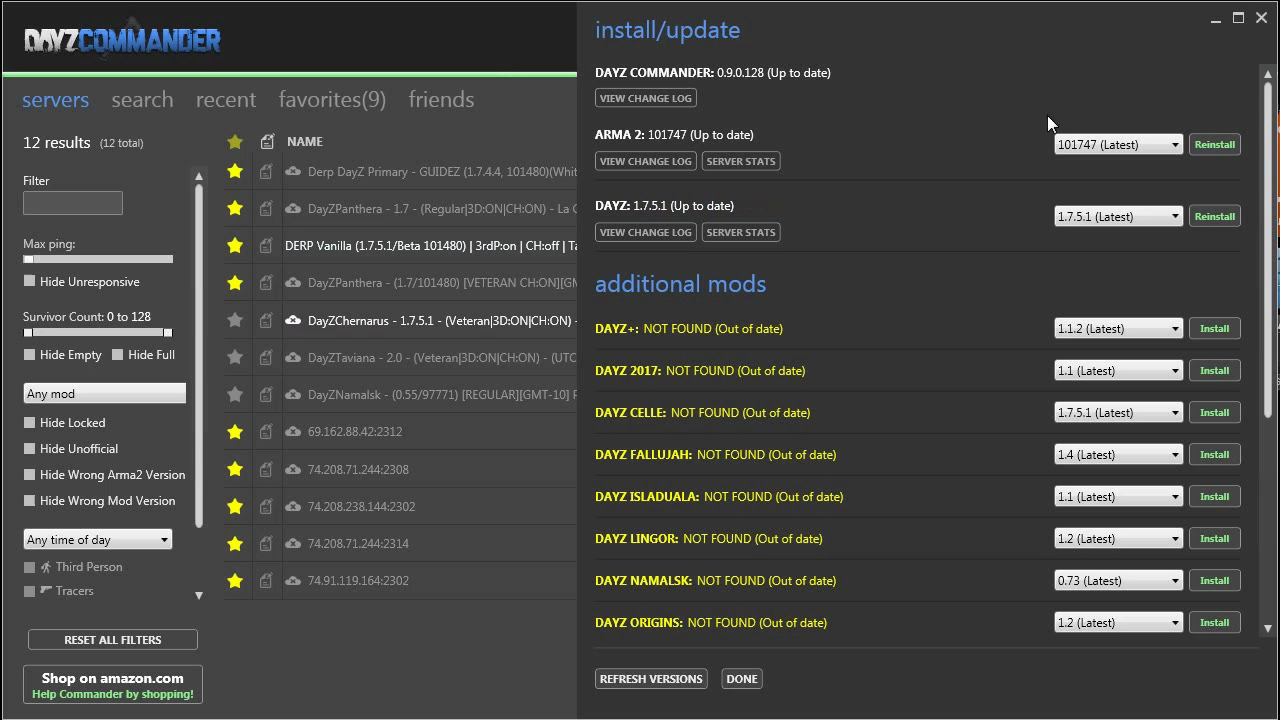 DAYZCOMMANDER
servers search recent favorites(9) friends
12 results (12 total)
Filter
Max ping:
Hide Unresponsive
Survivor Count: 0 to 128
Hide Empty Hide Full
Any mod
Hide Locked
Hide Unofficial
Hide Wrong Arma2 Version
Hide Wrong Mod Version
Any time of day
Third Person
Tracers
RESET ALL FILTERS
Shop on amazon.com
Help Commander by shopping!
NAME
Derp DayZ Primary - GUIDEZ (1.7.4.4, 101480)(Whit
DayZPanthera - 1.7 - (Regular|3D:ON|CH:ON) - La C
DERP Vanilla (1.7.5.1/Beta 101480) | 3rdP:on | CH:off | Ta
DayZPanthera - (1.7/101480) [VETERAN CH:ON][GM
DayZChernarus - 1.7.5.1 - (Veteran|3D:ON|CH:ON) -
DayZTaviana - 2.0 - (Veteran|3D:ON|CH:ON) - (UTC
DayZNamalsk - (0.55/97771) [REGULAR][GMT-10] F
69.162.88.42:2312
74.208.71.244:2308
74.208.238.144:2302
74.208.71.244:2314
74.91.119.164:2302
install/update
DAYZ COMMANDER: 0.9.0.128 (Up to date)
VIEW CHANGE LOG
ARMA 2: 101747 (Up to date)
VIEW CHANGE LOG SERVER STATS
101747 (Latest) Reinstall
DAYZ: 1.7.5.1 (Up to date)
VIEW CHANGE LOG SERVER STATS
1.7.5.1 (Latest) Reinstall
additional mods
DAYZ+: NOT FOUND (Out of date) 1.1.2 (Latest) Install
DAYZ 2017: NOT FOUND (Out of date) 1.1 (Latest) Install
DAYZ CELLE: NOT FOUND (Out of date) 1.7.5.1 (Latest) Install
DAYZ FALLUJAH: NOT FOUND (Out of date) 1.4 (Latest) Install
DAYZ ISLADUALA: NOT FOUND (Out of date) 1.1 (Latest) Install
DAYZ LINGOR: NOT FOUND (Out of date) 1.2 (Latest) Install
DAYZ NAMALSK: NOT FOUND (Out of date) 0.73 (Latest) Install
DAYZ ORIGINS: NOT FOUND (Out of date) 1.2 (Latest) Install
REFRESH VERSIONS DONE